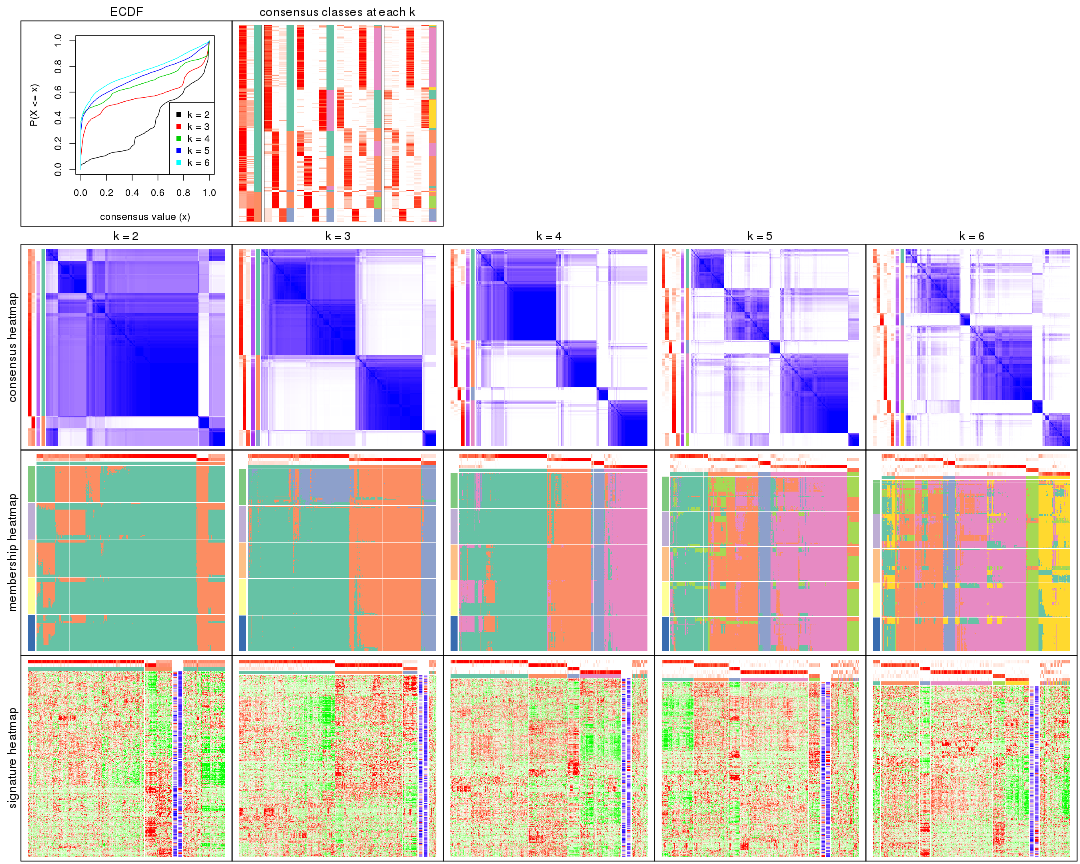 ECDF
consensus classes at each k
P(X <= x)
0.0 0.2 0.4 0.6 0.8 1.0
k = 2
k = 3
k = 4
k = 5
k = 6
0.0 0.2 0.4 0.6 0.8 1.0
consensus value (x)
k = 2 k = 3 k = 4 k = 5 k = 6
consensus heatmap
membership heatmap
signature heatmap